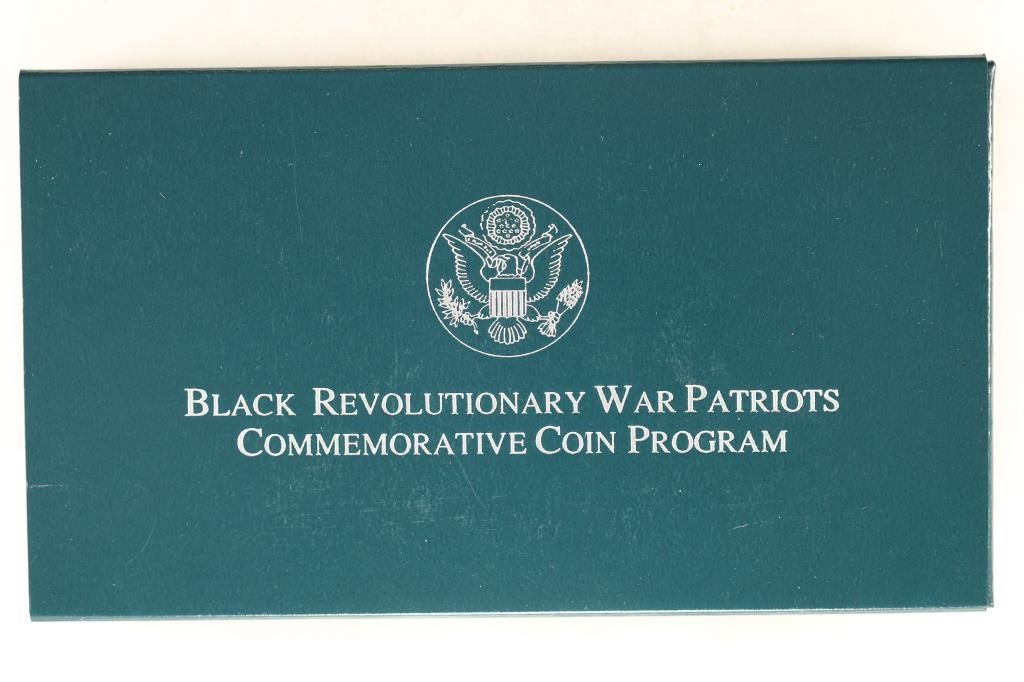 BLACK REVOLUTIONARY WAR PATRIOTS
COMMEMORATIVE COIN PROGRAM